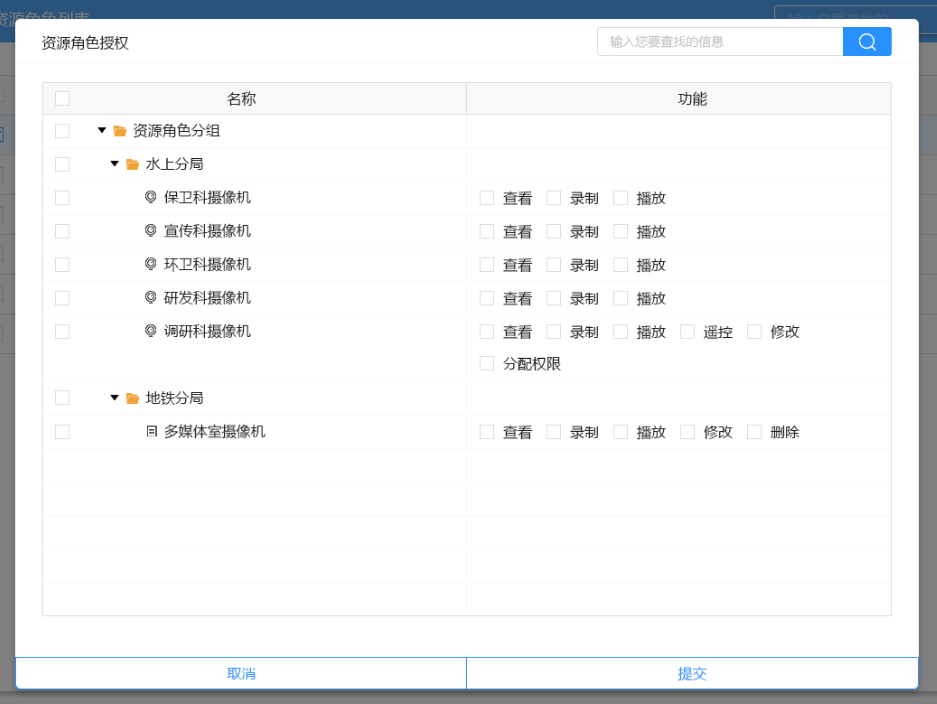 资源角色列表
资源角色授权
输入您要查找的信息
名称 功能
资源角色分组
水上分局
保卫科摄像机 查看 录制 播放
宣传科摄像机 查看 录制 播放
环卫科摄像机 查看 录制 播放
研发科摄像机 查看 录制 播放
调研科摄像机 查看 录制 播放 遥控 修改
分配权限
地铁分局
多媒体室摄像机 查看 录制 播放 修改 删除
取消 提交